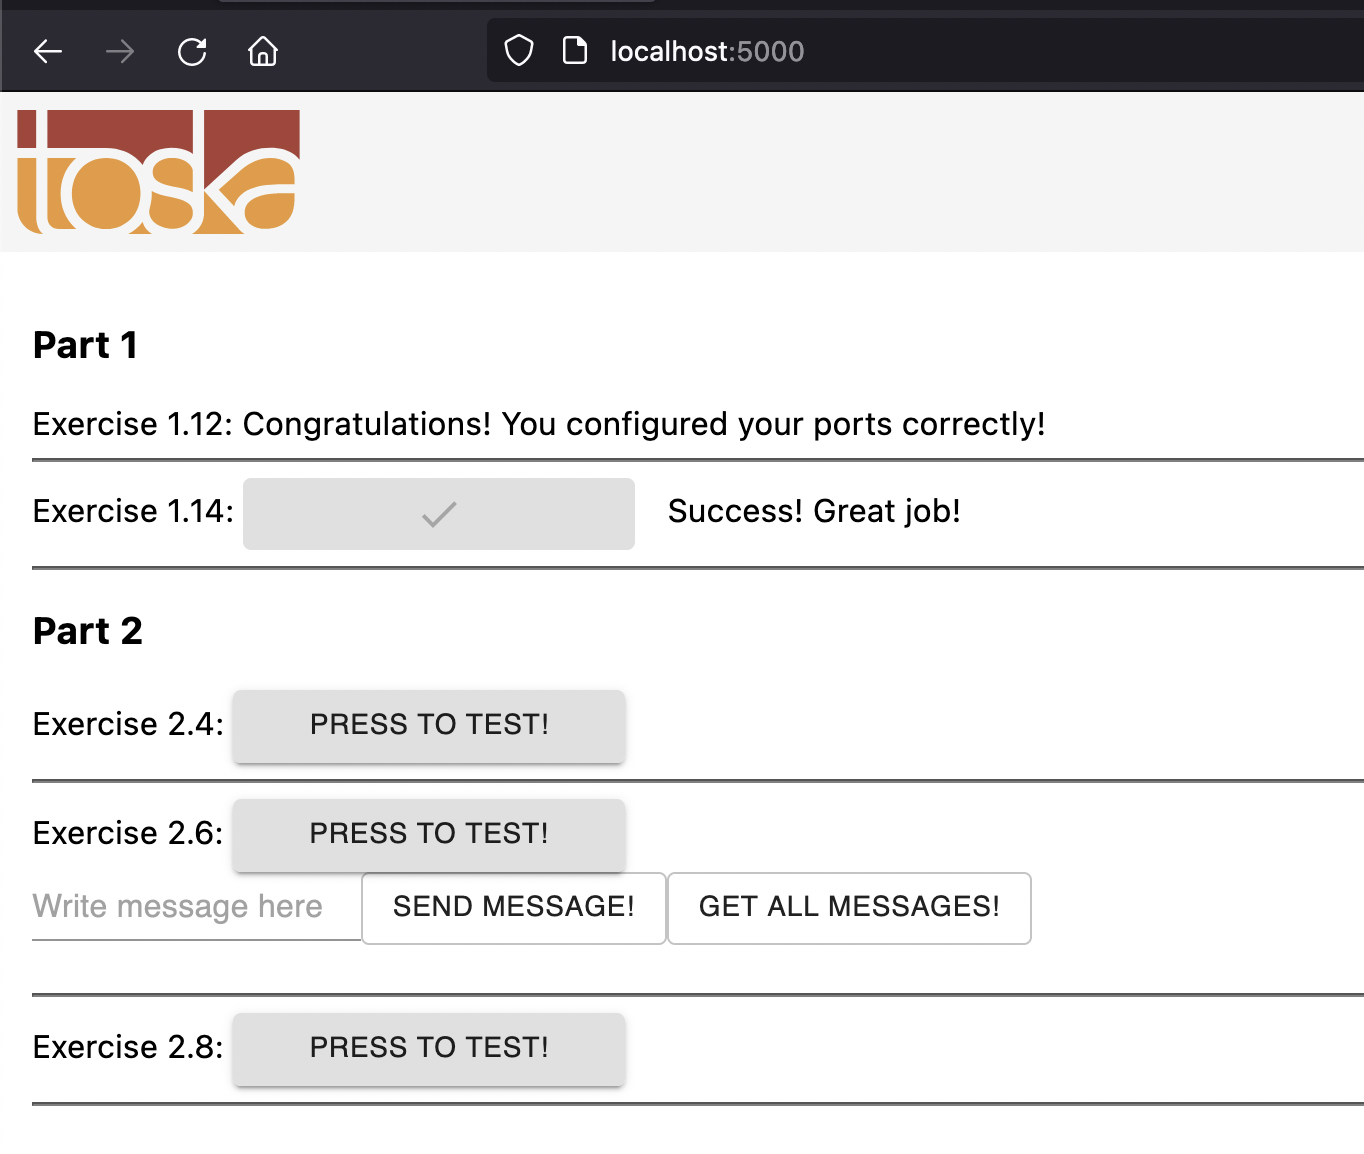 localhost:5000
toska
Part 1
Exercise 1.12: Congratulations! You configured your ports correctly!
Exercise 1.14: Success! Great job!
Part 2
Exercise 2.4: PRESS TO TEST!
Exercise 2.6: PRESS TO TEST!
Write message here SEND MESSAGE! GET ALL MESSAGES!
Exercise 2.8: PRESS TO TEST!